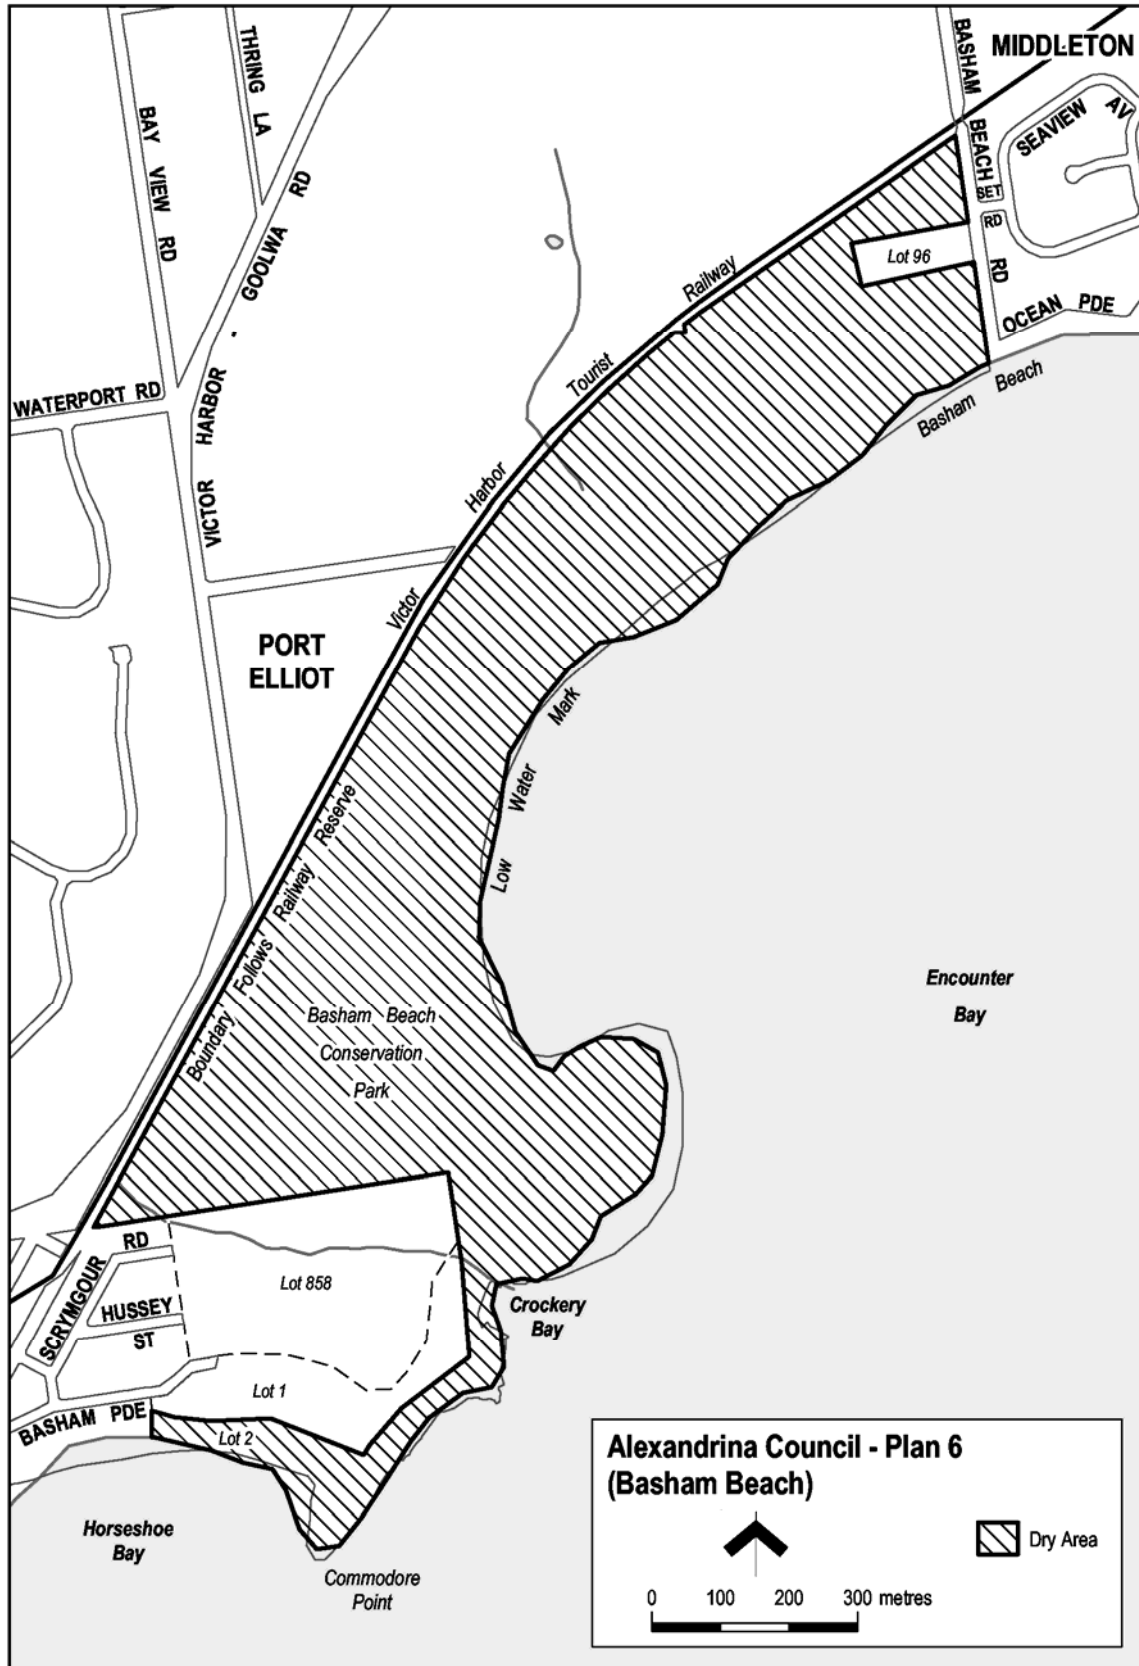 MIDDLETON
BASHAM BEACH RD
SEAVIEW AV
SET
RD
OCEAN PDE
THRING LA
BAY VIEW RD
VICTOR HARBOR - GOOLWA RD
WATERPORT RD
Lot 96
Victor Harbor Tourist Railway
Basham Beach
PORT
ELLIOT
Low Water Mark
Boundary Follows Railway Reserve
Basham Beach
Conservation
Park
Encounter
Bay
SCRYMGOUR RD
HUSSEY
ST
Lot 858
Crockery
Bay
Lot 1
BASHAM PDE
Lot 2
Horseshoe
Bay
Commodore
Point
Alexandrina Council - Plan 6
(Basham Beach)
Dry Area
0 100 200 300 metres